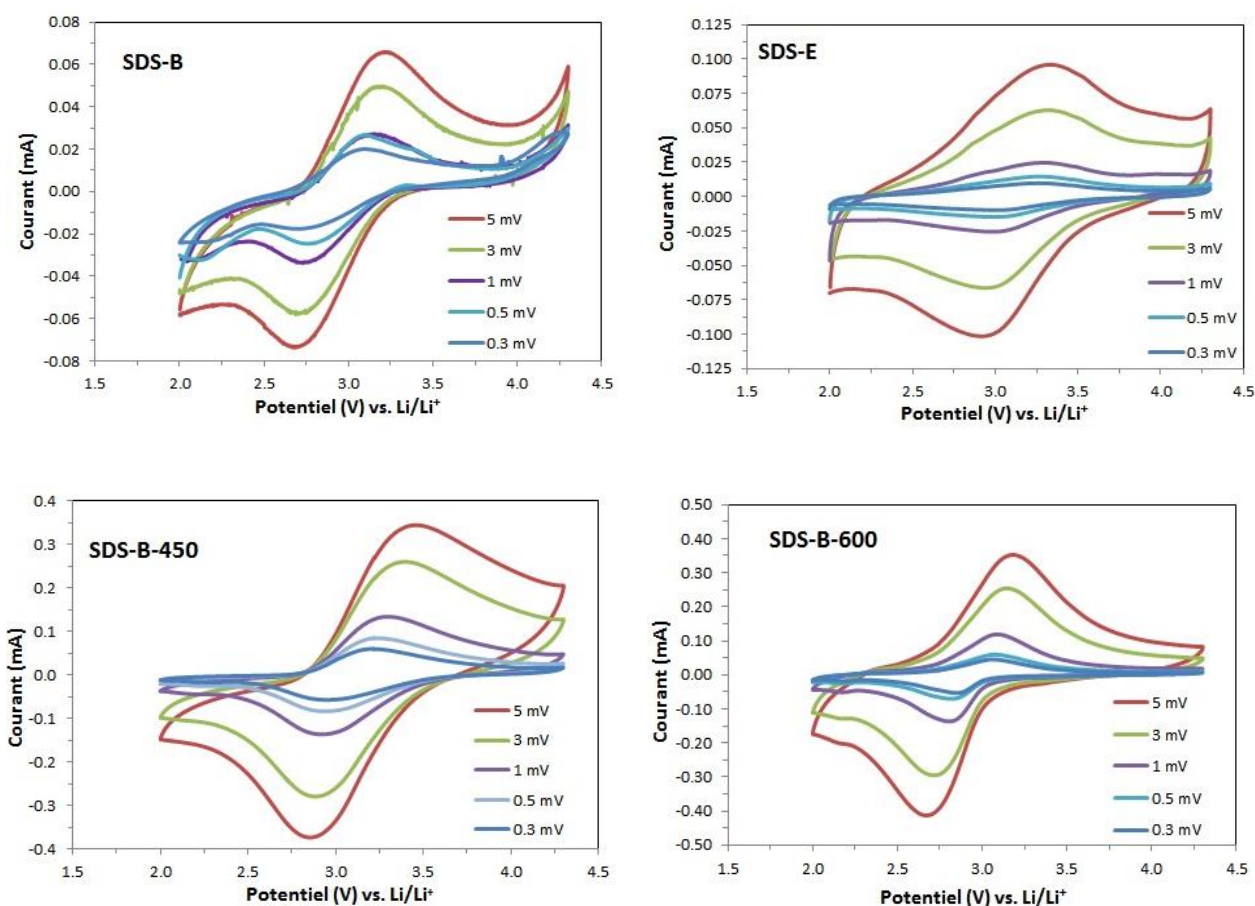 SDS-B
Courant (mA)
0.08
0.06
0.04
0.02
0.00
-0.02
-0.04
-0.06
-0.08
1.5 2.0 2.5 3.0 3.5 4.0 4.5
Potentiel (V) vs. Li/Li⁺
5 mV
3 mV
1 mV
0.5 mV
0.3 mV
SDS-E
Courant (mA)
0.125
0.100
0.075
0.050
0.025
0.000
-0.025
-0.050
-0.075
-0.100
-0.125
1.5 2.0 2.5 3.0 3.5 4.0 4.5
Potentiel (V) vs. Li/Li⁺
5 mV
3 mV
1 mV
0.5 mV
0.3 mV
SDS-B-450
Courant (mA)
0.4
0.3
0.2
0.1
0.0
-0.1
-0.2
-0.3
-0.4
1.5 2.0 2.5 3.0 3.5 4.0 4.5
Potentiel (V) vs. Li/Li⁺
5 mV
3 mV
1 mV
0.5 mV
0.3 mV
SDS-B-600
Courant (mA)
0.50
0.40
0.30
0.20
0.10
0.00
-0.10
-0.20
-0.30
-0.40
-0.50
1.5 2.0 2.5 3.0 3.5 4.0 4.5
Potentiel (V) vs. Li/Li⁺
5 mV
3 mV
1 mV
0.5 mV
0.3 mV